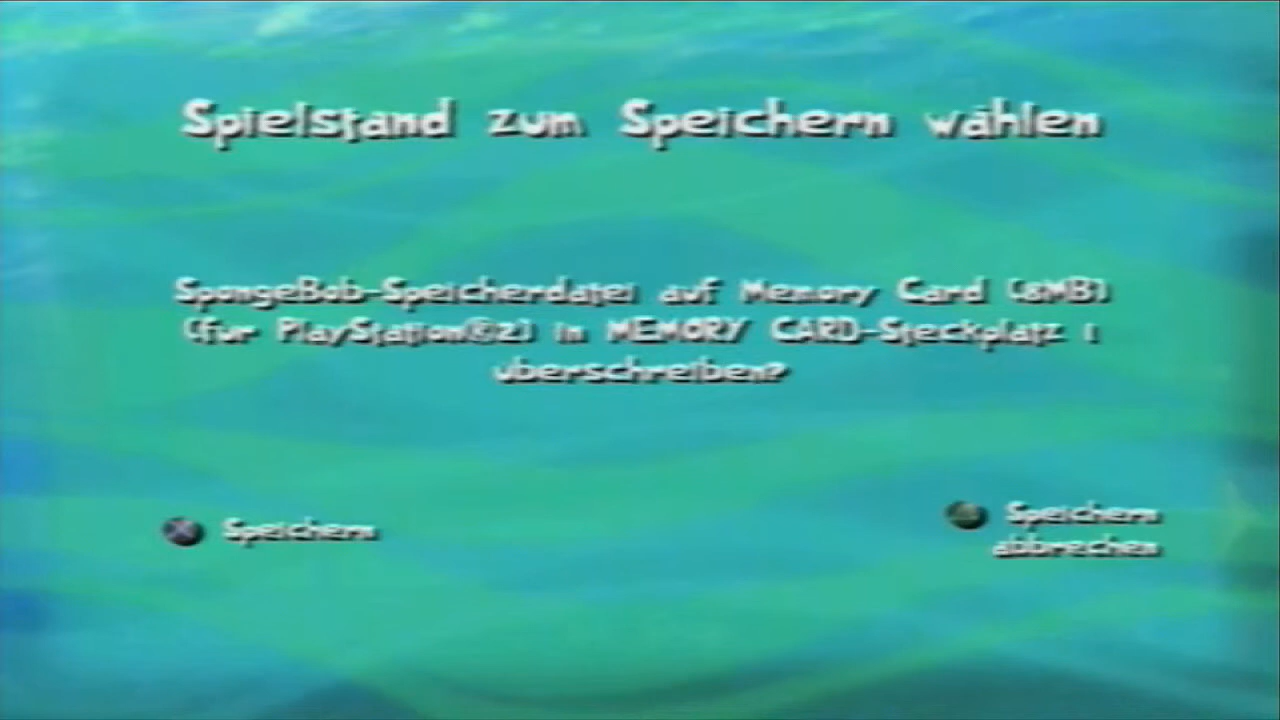 Spielstand zum Speichern wählen
SpongeBob-Speicherdatei auf Memory Card (8MB)
(für PlayStation®2) in MEMORY CARD-Steckplatz 1
überschreiben?
Speichern
Speichern
abbrechen